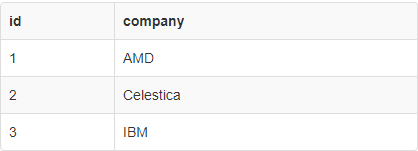 id company
1 AMD
2 Celestica
3 IBM